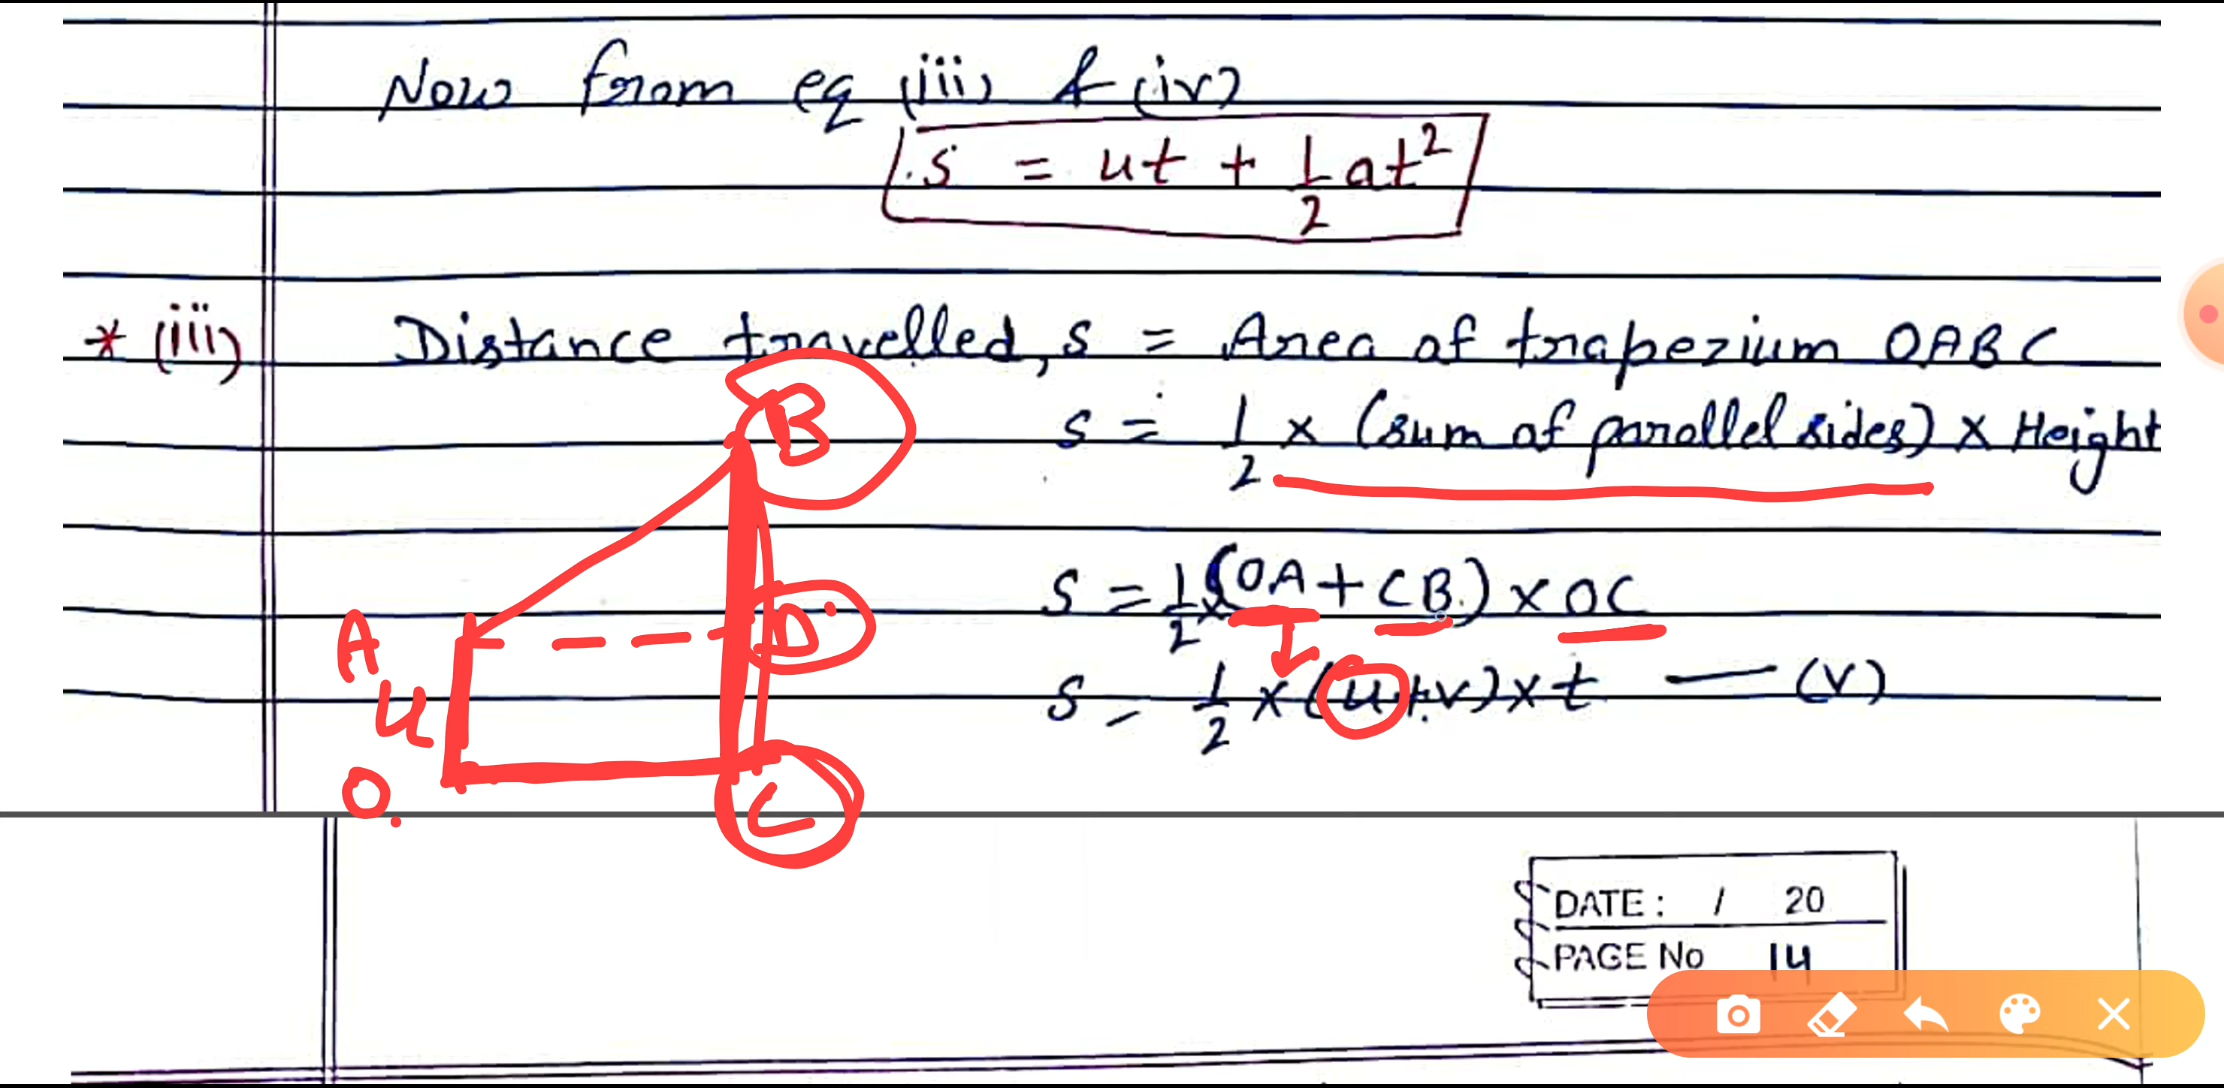 Now from eq (iii) & (iv)
s = ut + 1/2 at²
* (iii) Distance travelled, s = Area of trapezium OABC
s = 1/2 × (sum of parallel sides) × Height
s = 1/2 × (OA + CB) × OC
s = 1/2 × (u+v) × t — (v)
B
A
D
u
O
C
DATE : / 20
PAGE No 14